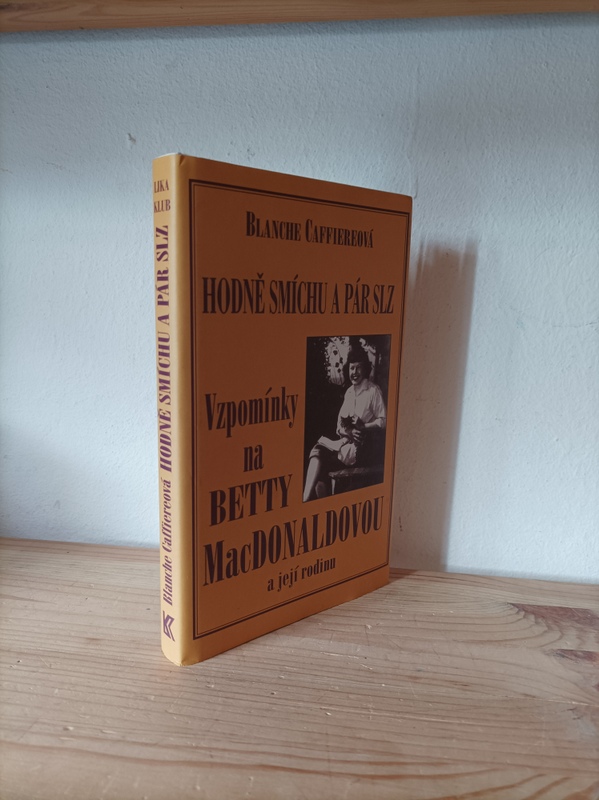 BLANCHE CAFFIEREOVÁ
HODNĚ SMÍCHU A PÁR SLZ
Vzpomínky
na
BETTY
MacDONALDOVOU
a její rodinu
LIKA
KLUB
Blanche Caffiereová HODNĚ SMÍCHU A PÁR SLZ